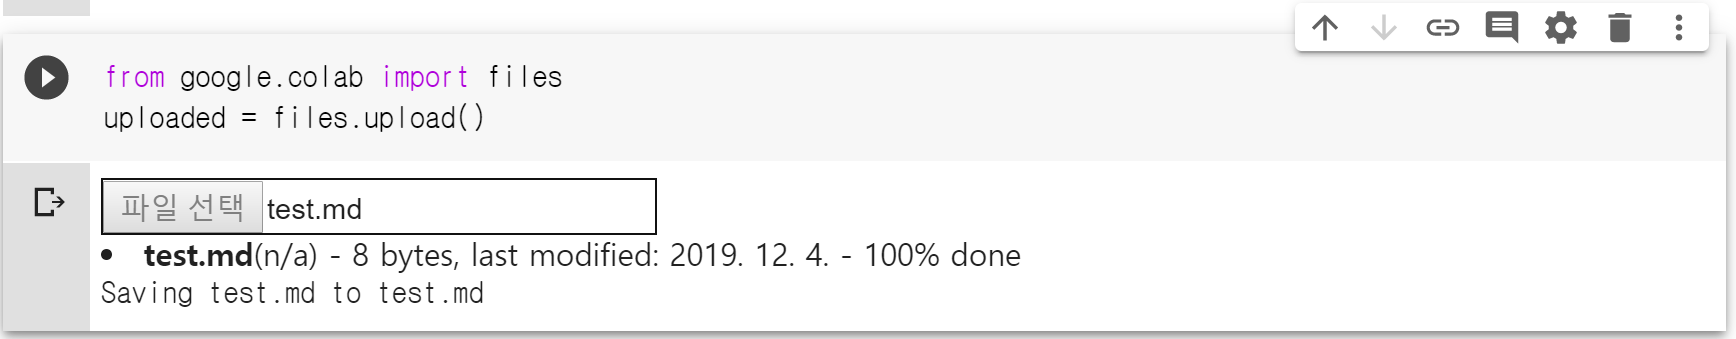 from google.colab import files
uploaded = files.upload()
파일 선택 test.md
test.md(n/a) - 8 bytes, last modified: 2019. 12. 4. - 100% done
Saving test.md to test.md